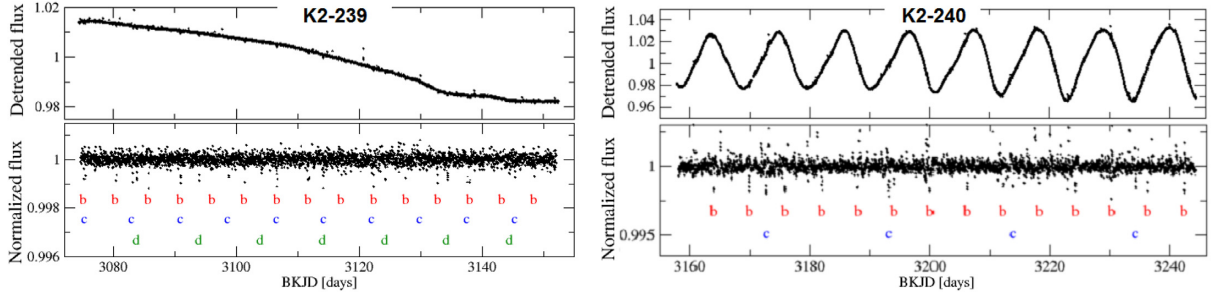 K2-239
Detrended flux
1.02
1
0.98
Normalized flux
1
0.998
0.996
b b b b b b b b b b b b b b b
c c c c c c c c c c
d d d d d d d
3080 3100 3120 3140
BKJD [days]
K2-240
Detrended flux
1.04
1.02
1
0.98
0.96
Normalized flux
1
0.995
b b b b b b b b b b b b b b
c c c c
3160 3180 3200 3220 3240
BKJD [days]